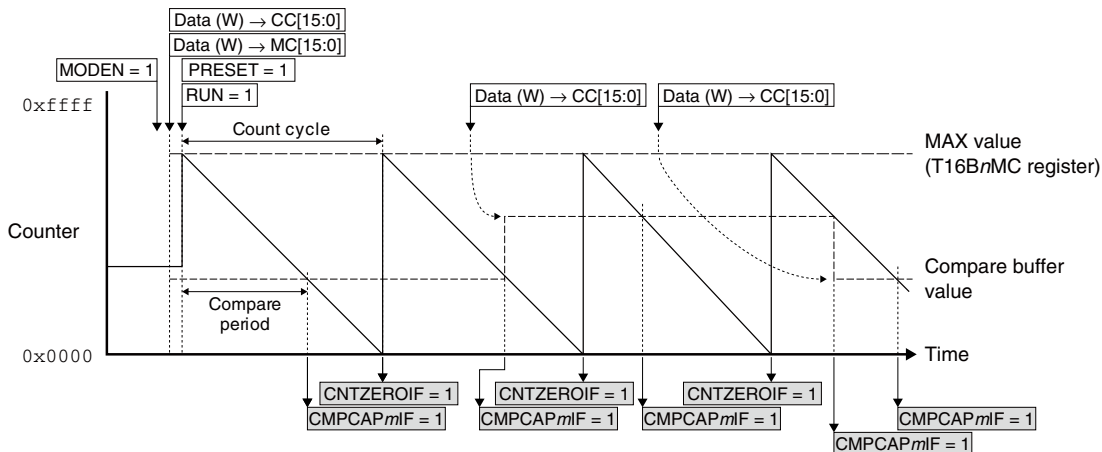 Data (W) → CC[15:0]
Data (W) → MC[15:0]
MODEN = 1
PRESET = 1
RUN = 1
Data (W) → CC[15:0]
Data (W) → CC[15:0]
0xffff
Count cycle
MAX value
(T16BnMC register)
Counter
Compare buffer
value
Compare
period
0x0000
Time
CNTZEROIF = 1
CNTZEROIF = 1
CNTZEROIF = 1
CMPCAPmIF = 1
CMPCAPmIF = 1
CMPCAPmIF = 1
CMPCAPmIF = 1
CMPCAPmIF = 1